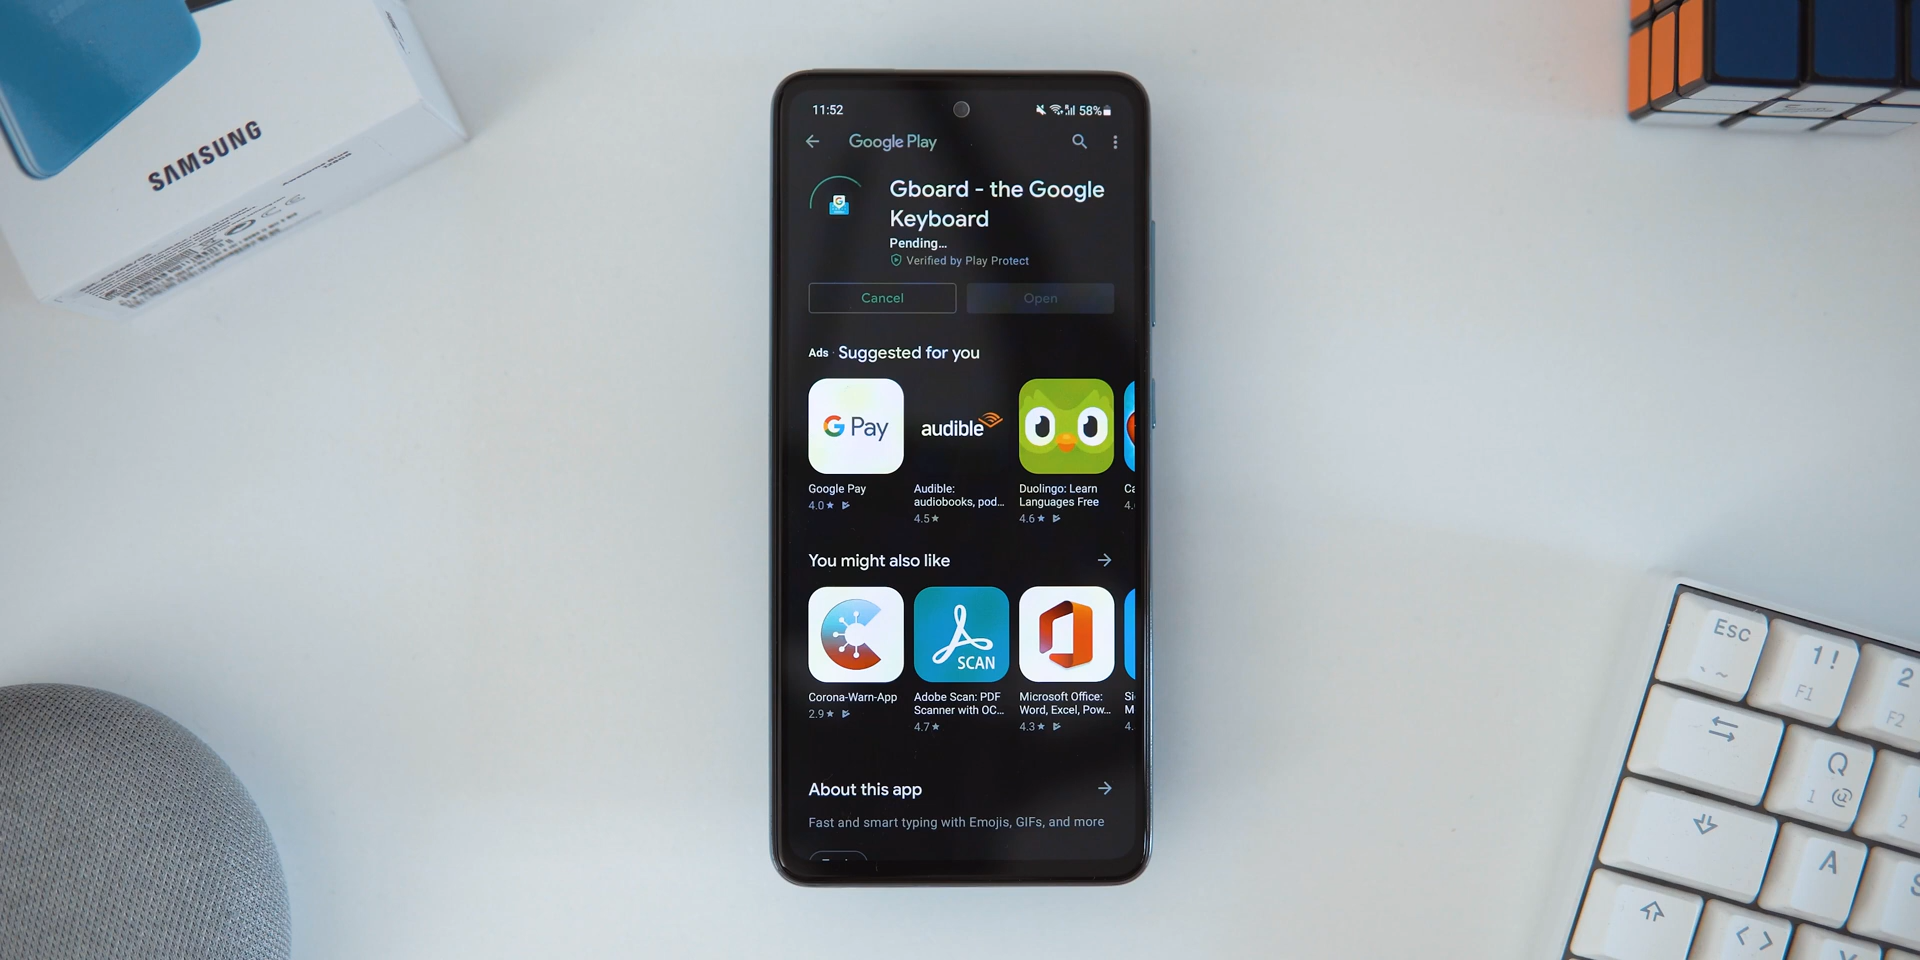 SAMSUNG
11:52
58%
Google Play
Gboard - the Google
Keyboard
Pending...
Verified by Play Protect
Cancel
Open
Ads · Suggested for you
G Pay
audible
Google Pay
4.0★
Audible:
audiobooks, pod...
4.5★
Duolingo: Learn
Languages Free
4.6★
Ca
4.
You might also like
SCAN
Corona-Warn-App
2.9★
Adobe Scan: PDF
Scanner with OC...
4.7★
Microsoft Office:
Word, Excel, Pow...
4.3★
Si
M
4.
About this app
Fast and smart typing with Emojis, GIFs, and more
Esc
` ~
1!
F1
2
F2
Q
1 @
2
A
S
< >